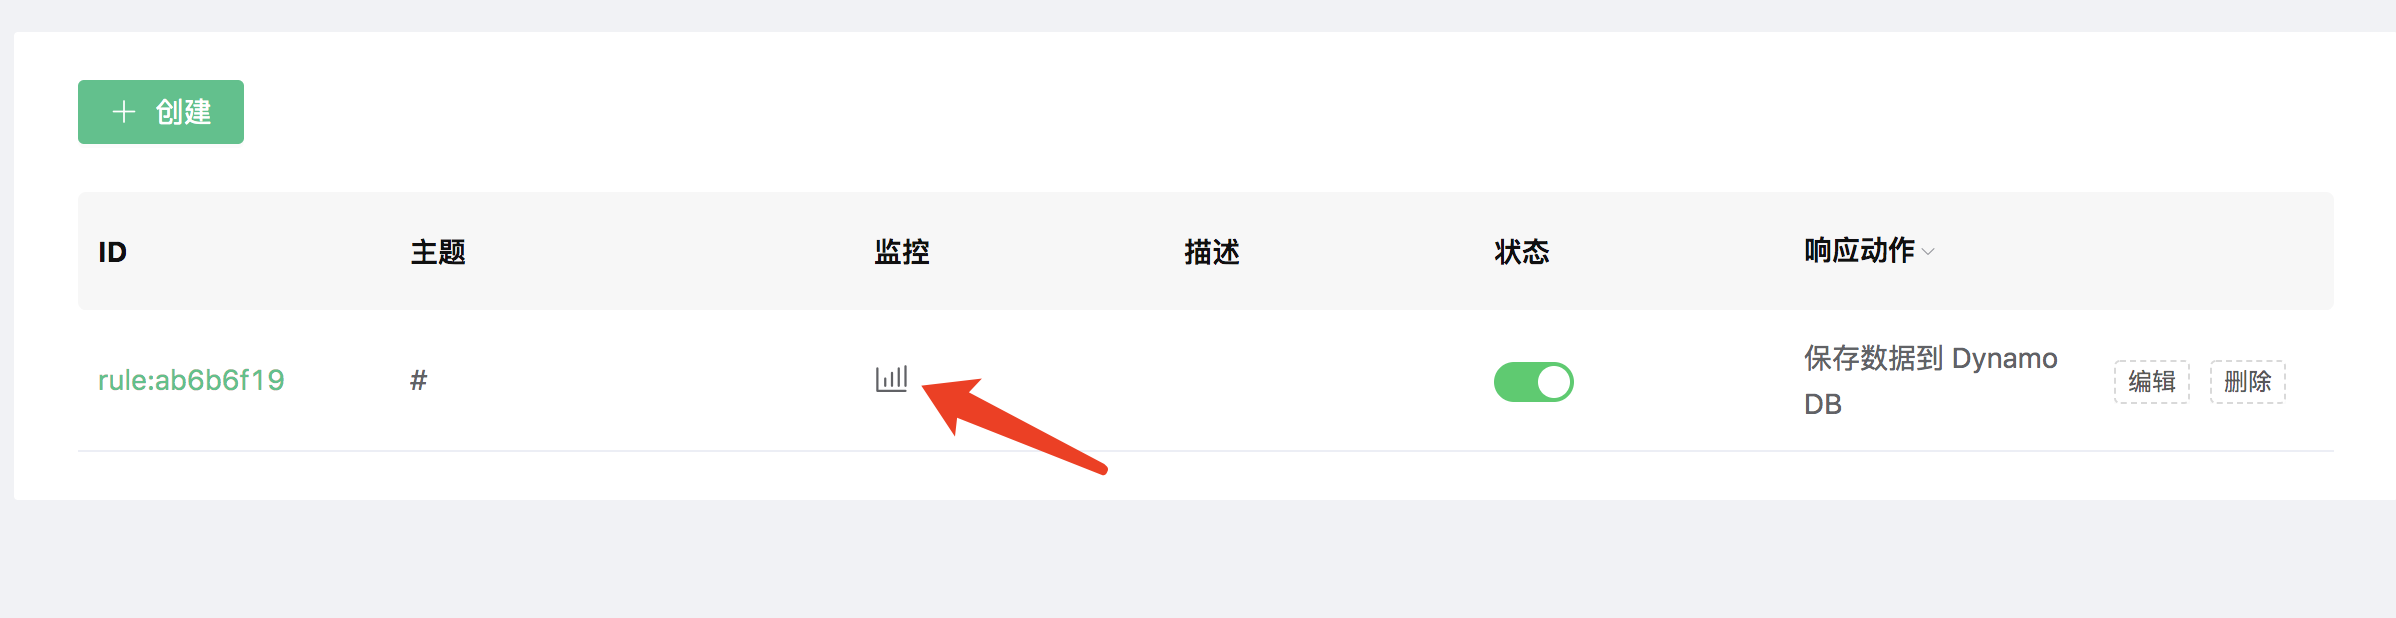 创建
ID 主题 监控 描述 状态 响应动作
rule:ab6b6f19 # 保存数据到 Dynamo
DB 编辑 删除